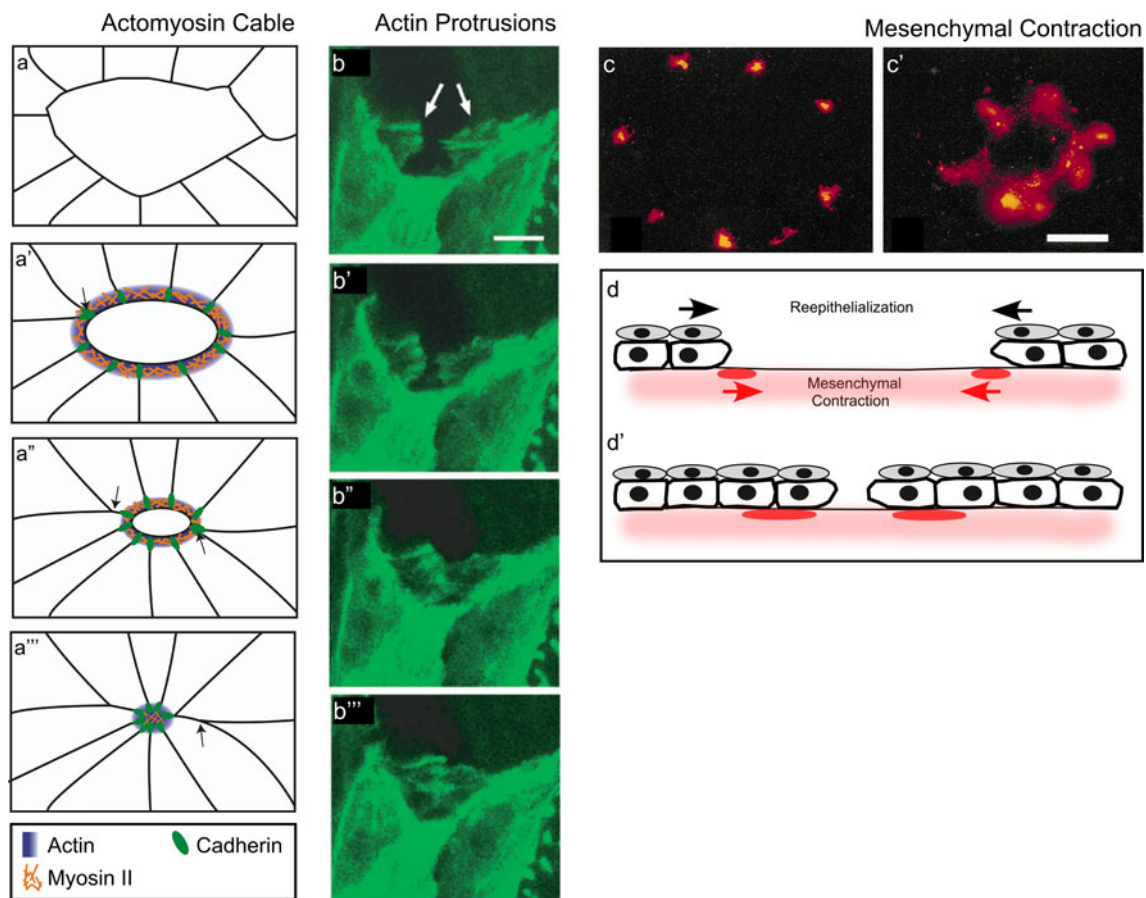 Actomyosin Cable
a
a'
a"
a"'
Actin
Cadherin
Myosin II
Actin Protrusions
b
b'
b"
b"'
Mesenchymal Contraction
c
c'
d
Reepithelialization
Mesenchymal
Contraction
d'